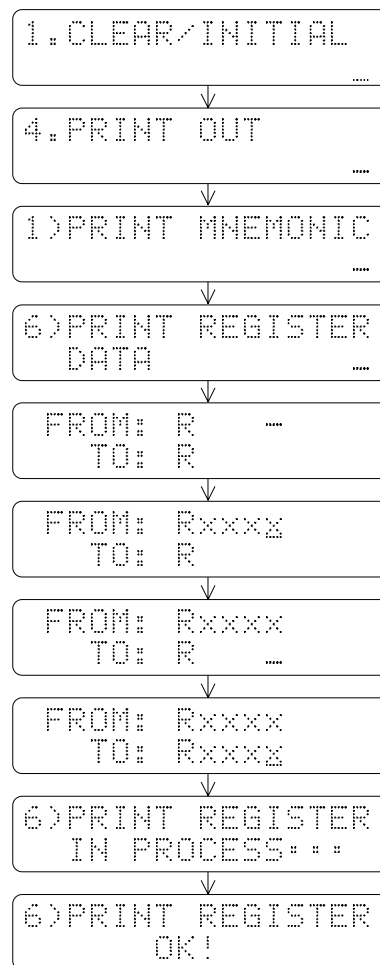 1.CLEAR/INITIAL
4.PRINT OUT
1)PRINT MNEMONIC
6)PRINT REGISTER
DATA
FROM: R
TO: R
FROM: Rxxxx
TO: R
FROM: Rxxxx
TO: R
FROM: Rxxxx
TO: Rxxxx
6)PRINT REGISTER
IN PROCESS...
6)PRINT REGISTER
OK!